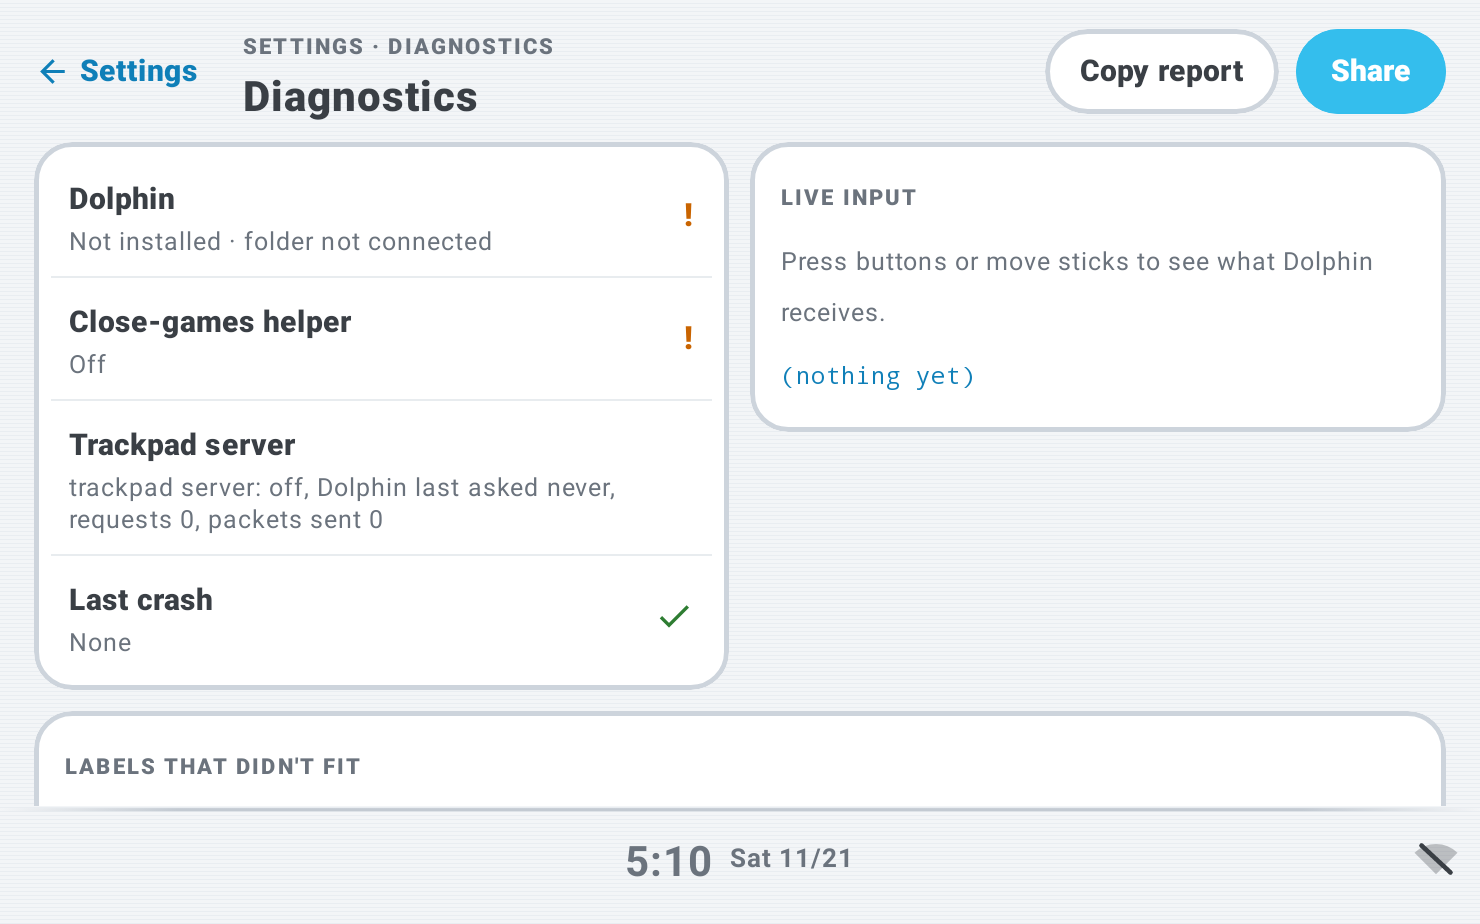 Settings
SETTINGS · DIAGNOSTICS
Diagnostics
Copy report
Share
Dolphin
Not installed · folder not connected
!
Close-games helper
Off
!
Trackpad server
trackpad server: off, Dolphin last asked never,
requests 0, packets sent 0
Last crash
None
LIVE INPUT
Press buttons or move sticks to see what Dolphin
receives.
(nothing yet)
LABELS THAT DIDN'T FIT
5:10 Sat 11/21